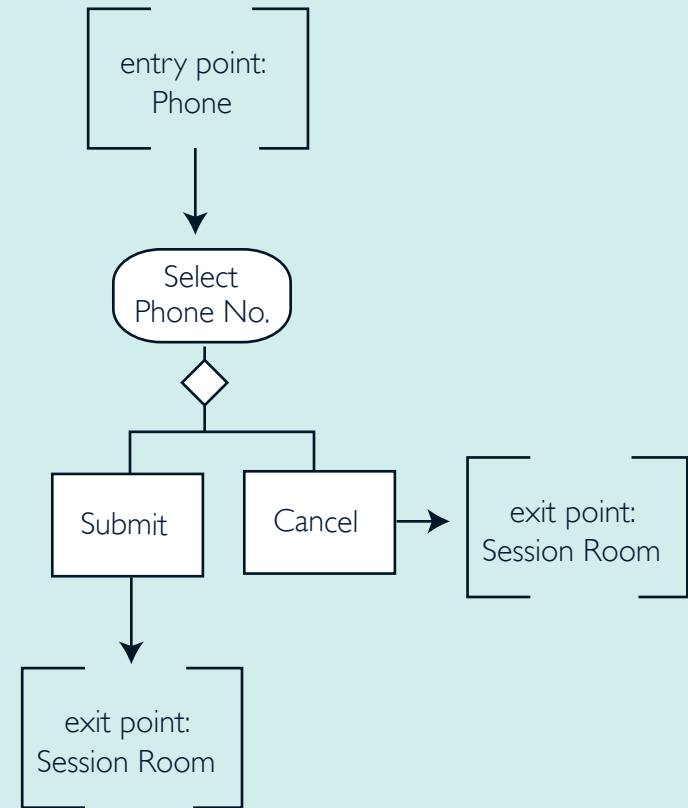 entry point:
Phone
Select
Phone No.
Submit
Cancel
exit point:
Session Room
exit point:
Session Room